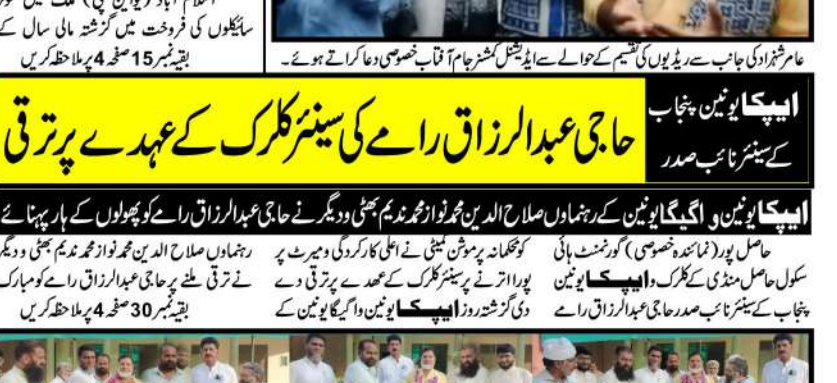 سائیکلوں کی فروخت میں گزشتہ مالی سال کے
بقیہ نمبر 15 صفحہ 4 پر ملاحظہ کریں
عامر شہزاد کی جانب سے ریڈیوں کی تقسیم کے حوالے سے ایڈیشنل کمشنر جام آفتاب خصوصی دعا کراتے ہوئے۔
ایپکا یونین پنجاب
کے سینئر نائب صدر
حاجی عبدالرزاق رامے کی سینئر کلرک کے عہدے پر ترقی
ایپکا یونین و اگیگا یونین کے رہنماوں صلاح الدین محمد نواز محمد ندیم بھٹی و دیگر نے حاجی عبدالرزاق رامے کو پھولوں کے ہار پہنائے
حاصل پور (نمائندہ خصوصی) گورنمنٹ ہائی
سکول حاصل منڈی کے کلرک و ایپکا یونین
پنجاب کے سینئر نائب صدر حاجی عبدالرزاق رامے
کو محکمانہ پرموشن کمیٹی نے اعلی کارکردگی و میرٹ پر
پورا اترنے پر سینئر کلرک کے عہدے پر ترقی دے
دی گزشتہ روز ایپکا یونین و اگیگا یونین کے
رہنماوں صلاح الدین محمد نواز محمد ندیم بھٹی و دیگر
نے ترقی ملنے پر حاجی عبدالرزاق رامے کو مبارک
بقیہ نمبر 30 صفحہ 4 پر ملاحظہ کریں